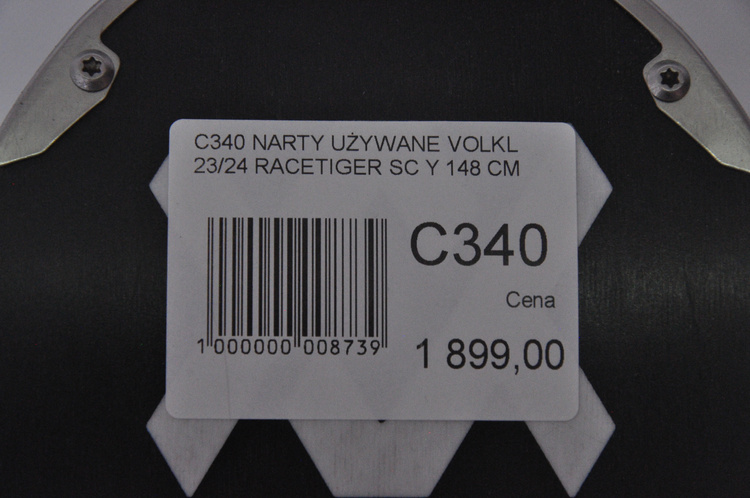 C340 NARTY UŻYWANE VOLKL
23/24 RACETIGER SC Y 148 CM
C340
Cena
1 000000 008739
1 899,00